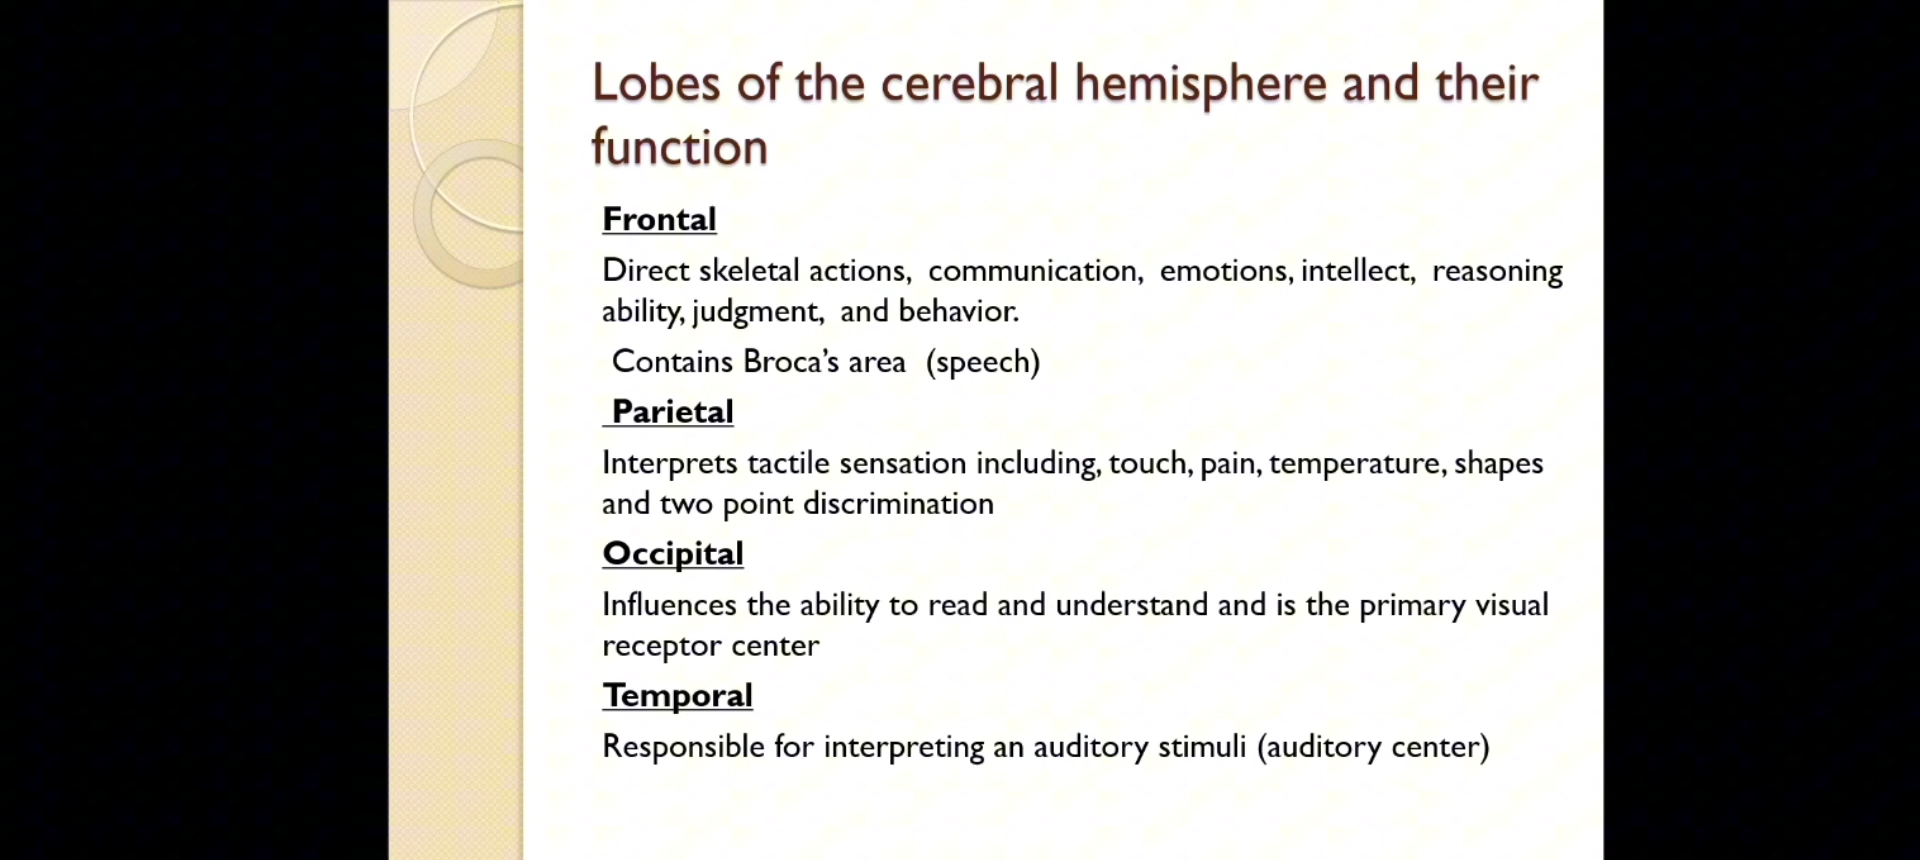 Lobes of the cerebral hemisphere and their
function
Frontal
Direct skeletal actions, communication, emotions, intellect, reasoning
ability, judgment, and behavior.
Contains Broca’s area (speech)
Parietal
Interprets tactile sensation including, touch, pain, temperature, shapes
and two point discrimination
Occipital
Influences the ability to read and understand and is the primary visual
receptor center
Temporal
Responsible for interpreting an auditory stimuli (auditory center)